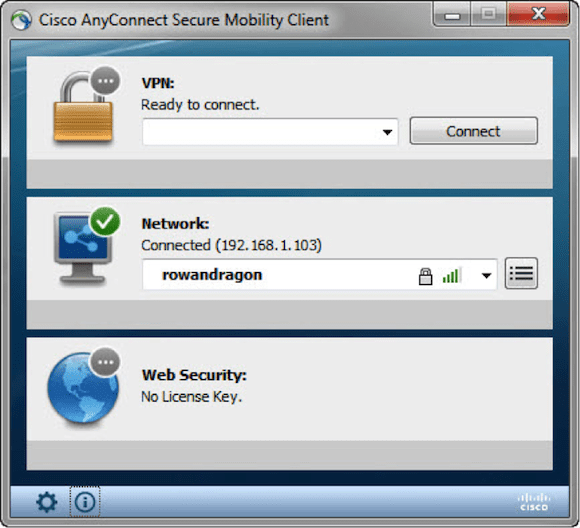 Cisco AnyConnect Secure Mobility Client
VPN:
Ready to connect.
Connect
Network:
Connected (192.168.1.103)
rowandragon
Web Security:
No License Key.
CISCO